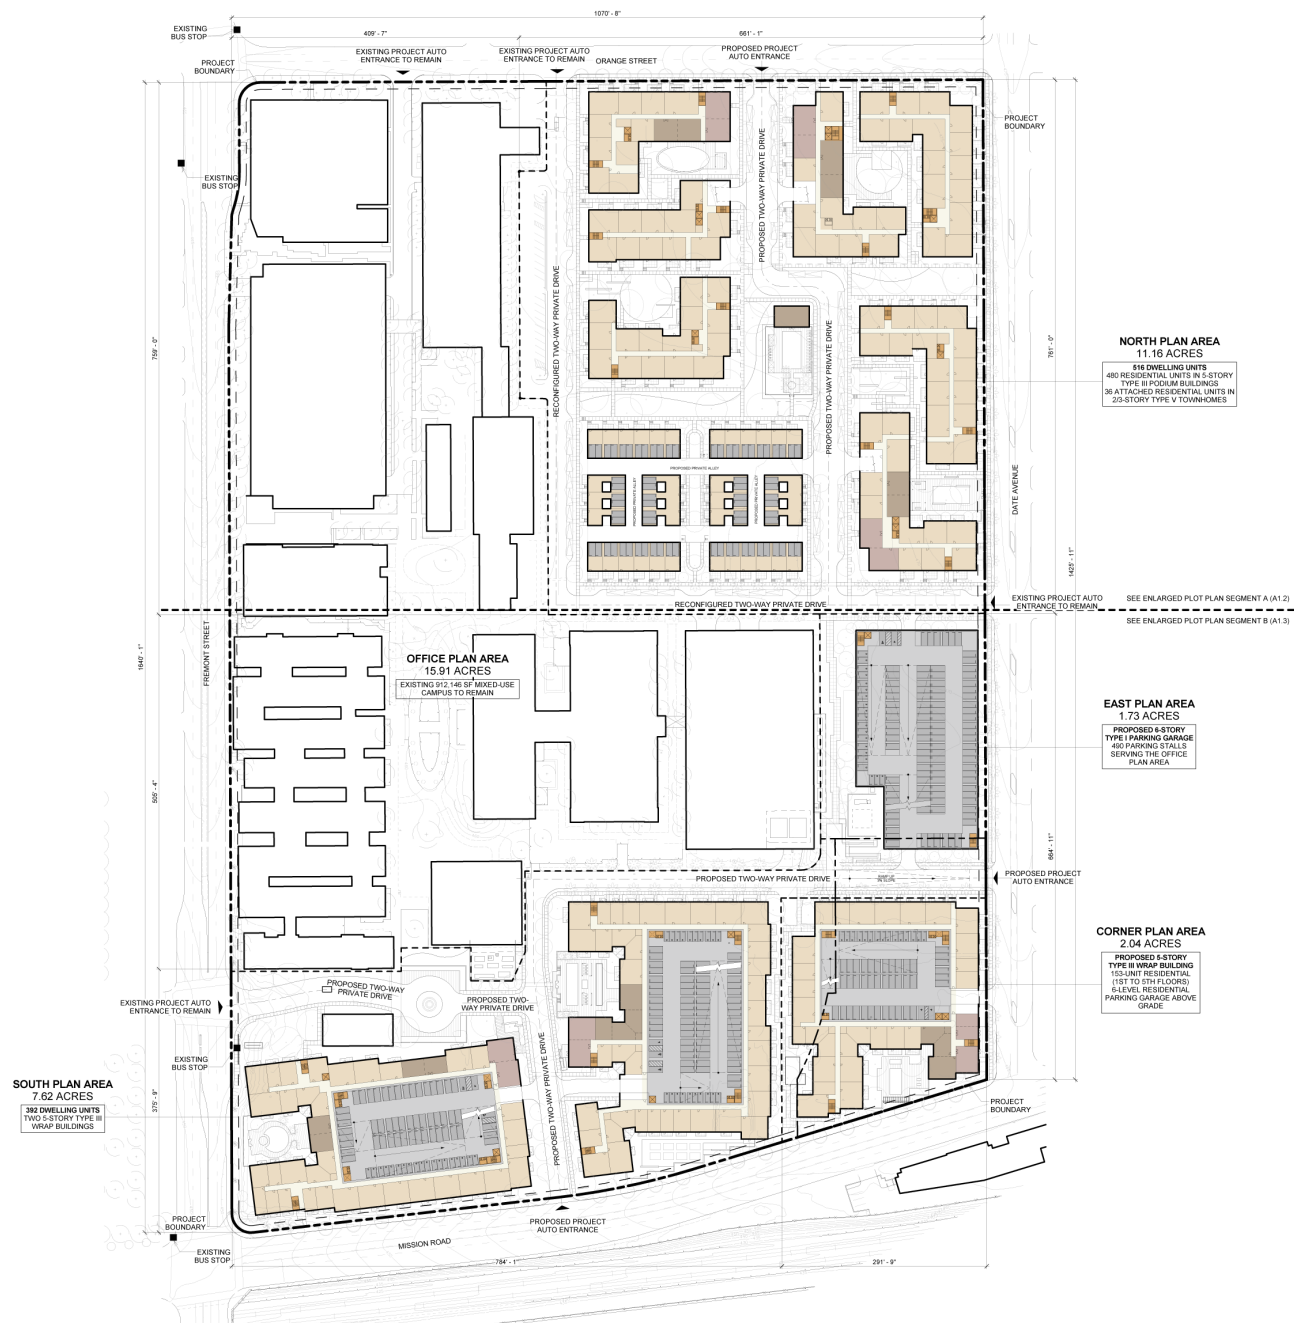 1070' - 8"
409' - 7"
661' - 1"
EXISTING
BUS STOP
EXISTING PROJECT AUTO
ENTRANCE TO REMAIN
EXISTING PROJECT AUTO
ENTRANCE TO REMAIN
PROPOSED PROJECT
AUTO ENTRANCE
ORANGE STREET
PROJECT
BOUNDARY
PROJECT
BOUNDARY
EXISTING
BUS STOP
PROPOSED TWO-WAY PRIVATE DRIVE
RECONFIGURED TWO-WAY PRIVATE DRIVE
PROPOSED TWO-WAY PRIVATE DRIVE
759' - 0"
761' - 0"
NORTH PLAN AREA
11.16 ACRES
516 DWELLING UNITS
480 RESIDENTIAL UNITS IN 5-STORY
TYPE III PODIUM BUILDINGS
36 ATTACHED RESIDENTIAL UNITS IN
2/3-STORY TYPE V TOWNHOMES
PROPOSED PRIVATE ALLEY
PROPOSED PRIVATE ALLEY
PROPOSED PRIVATE ALLEY
DATE AVENUE
1425' - 11"
RECONFIGURED TWO-WAY PRIVATE DRIVE
EXISTING PROJECT AUTO
ENTRANCE TO REMAIN
SEE ENLARGED PLOT PLAN SEGMENT A (A1.2)
SEE ENLARGED PLOT PLAN SEGMENT B (A1.3)
1640' - 1"
FREMONT STREET
OFFICE PLAN AREA
15.91 ACRES
EXISTING 912,146 SF MIXED-USE
CAMPUS TO REMAIN
EAST PLAN AREA
1.73 ACRES
PROPOSED 6-STORY
TYPE I PARKING GARAGE
490 PARKING STALLS
SERVING THE OFFICE
PLAN AREA
505' - 4"
664' - 11"
PROPOSED TWO-WAY PRIVATE DRIVE
RAMP UP
5% SLOPE
PROPOSED PROJECT
AUTO ENTRANCE
CORNER PLAN AREA
2.04 ACRES
PROPOSED 5-STORY
TYPE III WRAP BUILDING
153-UNIT RESIDENTIAL
(1ST TO 5TH FLOORS)
6-LEVEL RESIDENTIAL
PARKING GARAGE ABOVE
GRADE
PROPOSED TWO-WAY
PRIVATE DRIVE
EXISTING PROJECT AUTO
ENTRANCE TO REMAIN
PROPOSED TWO-
WAY PRIVATE DRIVE
EXISTING
BUS STOP
PROPOSED TWO-WAY PRIVATE DRIVE
SOUTH PLAN AREA
7.62 ACRES
392 DWELLING UNITS
TWO 5-STORY TYPE III
WRAP BUILDINGS
375' - 9"
PROJECT
BOUNDARY
PROJECT
BOUNDARY
PROPOSED PROJECT
AUTO ENTRANCE
MISSION ROAD
EXISTING
BUS STOP
784' - 1"
291' - 9"